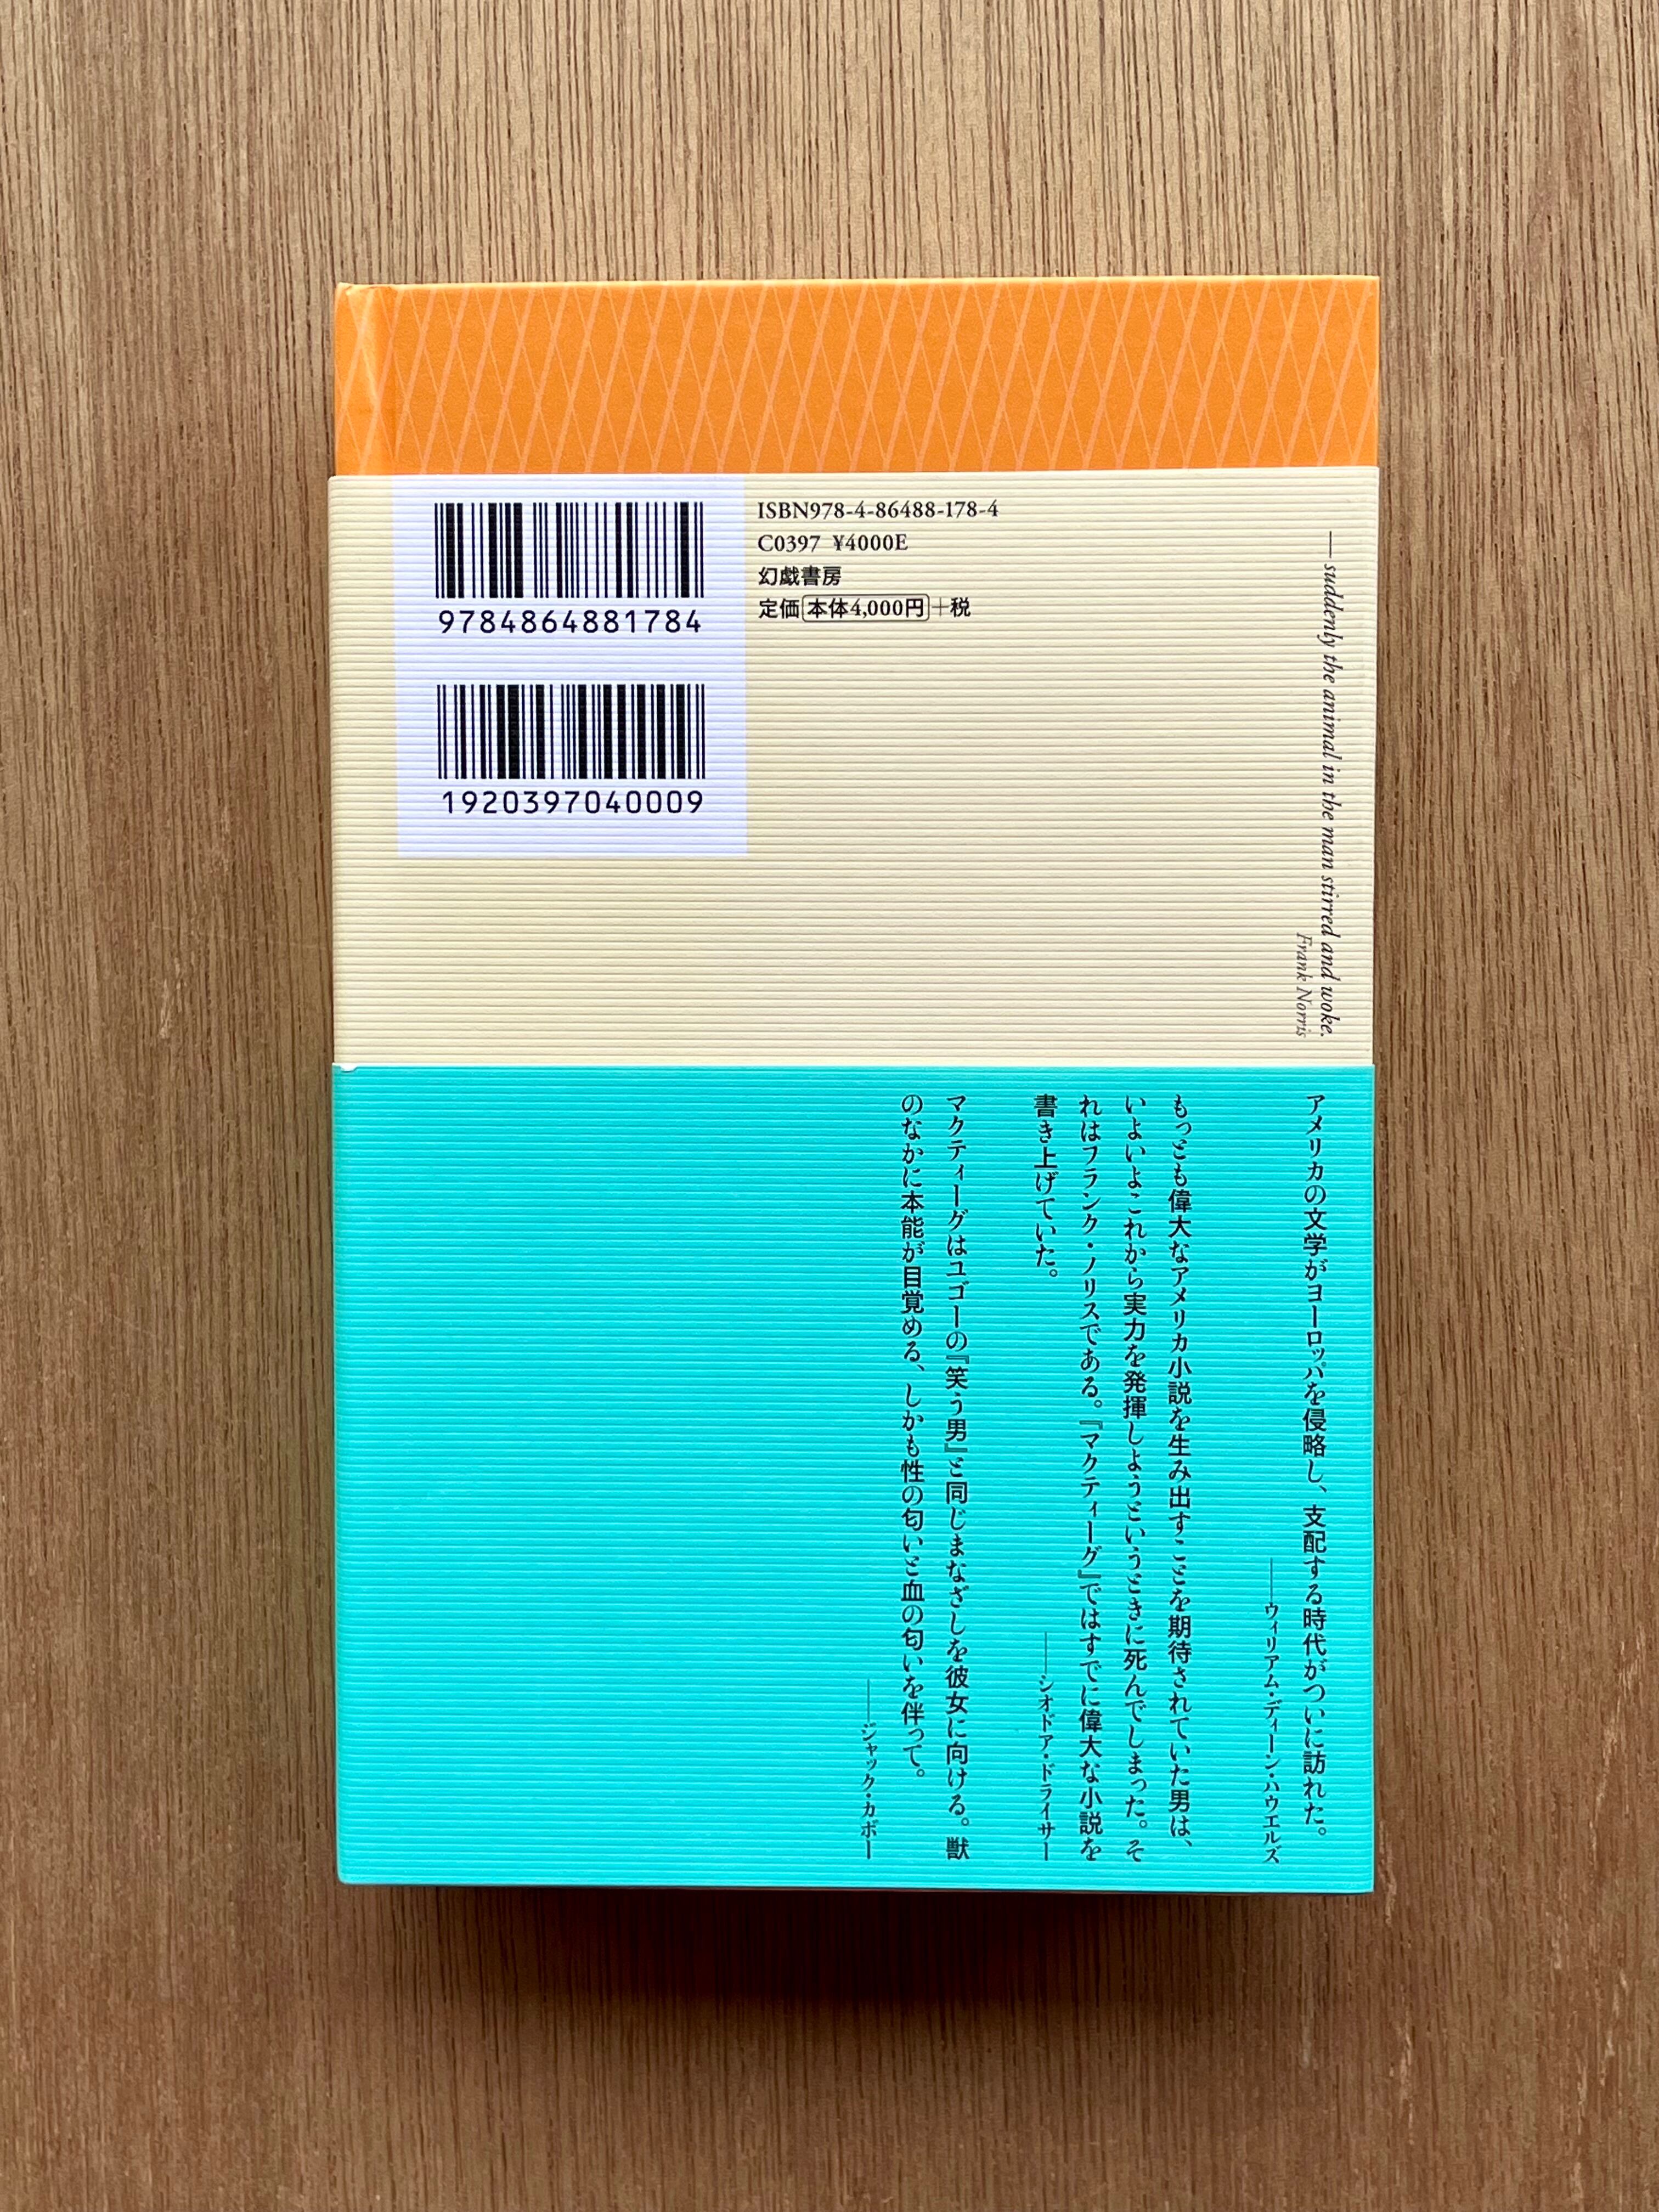 9784864881784
1920397040009
ISBN978-4-86488-178-4
C0397 ¥4000E
幻戯書房
定価 本体4,000円+税
— suddenly the animal in the man stirred and woke.
Frank Norris
アメリカの文学がヨーロッパを侵略し、支配する時代がついに訪れた。
——ウィリアム・ディーン・ハウエルズ
もっとも偉大なアメリカ小説を生み出すことを期待されていた男は、
いよいよこれから実力を発揮しようというときに死んでしまった。そ
れはフランク・ノリスである。『マクティーグ』ではすでに偉大な小説を
書き上げていた。
——シオドア・ドライサー
マクティーグはユゴーの『笑う男』と同じまなざしを彼女に向ける。獣
のなかに本能が目覚める、しかも性の匂いと血の匂いを伴って。
——ジャック・カボー